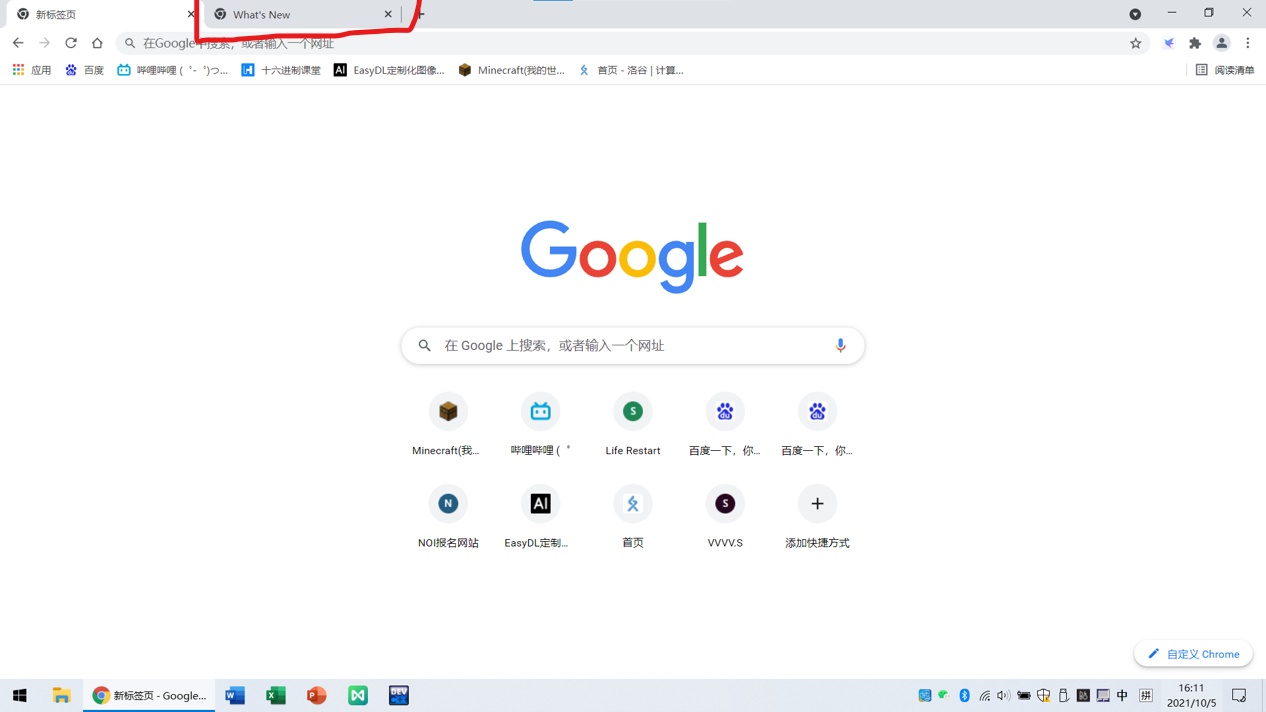 新标签页
What's New
在Google中搜索，或者输入一个网址
应用
百度
哔哩哔哩 ( ゜- ゜)つ...
十六进制课堂
EasyDL定制化图像...
Minecraft(我的世...
首页 - 洛谷 | 计算...
阅读清单
Google
在 Google 上搜索，或者输入一个网址
Minecraft(我...
哔哩哔哩 ( ゜
Life Restart
百度一下，你...
百度一下，你...
NOI报名网站
EasyDL定制...
首页
VVVV.S
添加快捷方式
自定义 Chrome
新标签页 - Google...
中
拼
16:11
2021/10/5